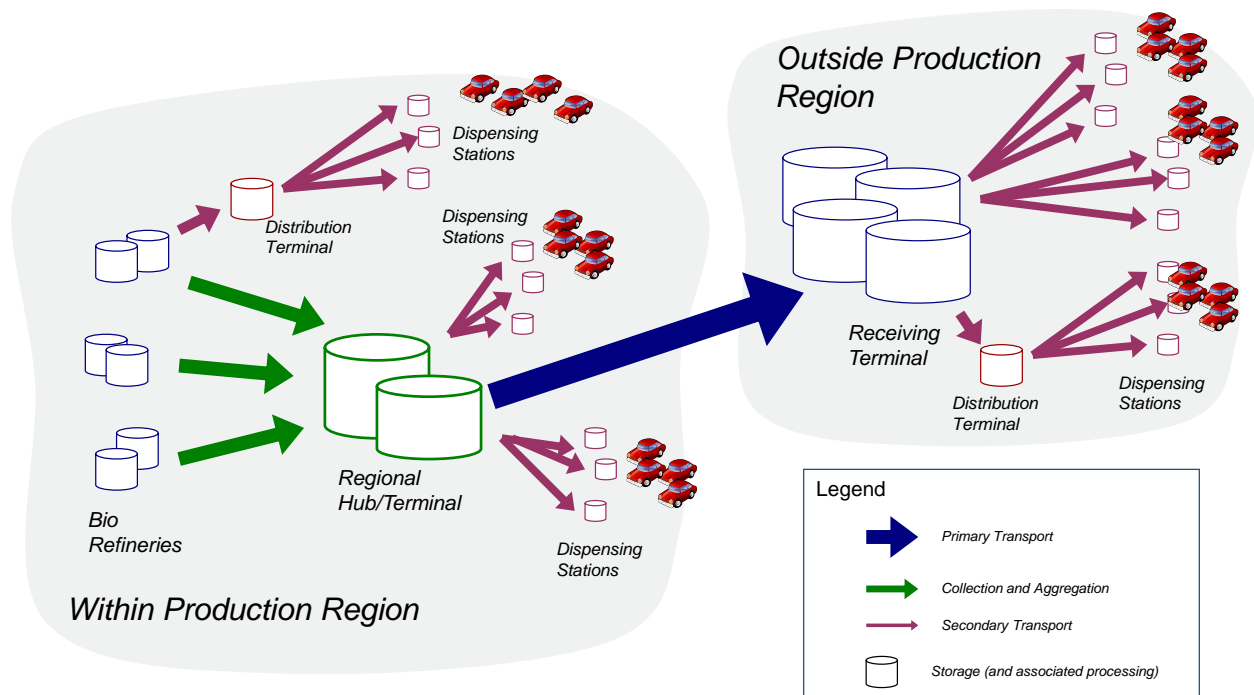 Outside Production
Region
Dispensing
Stations
Distribution
Terminal
Dispensing
Stations
Receiving
Terminal
Distribution
Terminal
Dispensing
Stations
Regional
Hub/Terminal
Bio
Refineries
Dispensing
Stations
Within Production Region
Legend
Primary Transport
Collection and Aggregation
Secondary Transport
Storage (and associated processing)